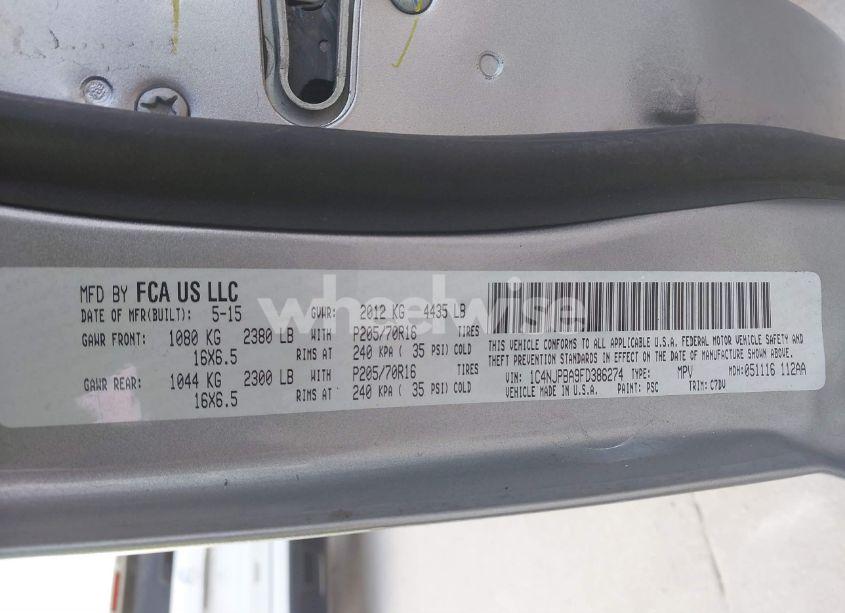 MFD BY FCA US LLC
DATE OF MFR(BUILT): 5-15 GVWR: 2012 KG 4435 LB
GAWR FRONT: 1080 KG 2380 LB WITH P205/70R16 TIRES
16X6.5 RIMS AT 240 KPA ( 35 PSI) COLD
GAWR REAR: 1044 KG 2300 LB WITH P205/70R16 TIRES
16X6.5 RIMS AT 240 KPA ( 35 PSI) COLD
THIS VEHICLE CONFORMS TO ALL APPLICABLE U.S.A. FEDERAL MOTOR VEHICLE SAFETY AND
THEFT PREVENTION STANDARDS IN EFFECT ON THE DATE OF MANUFACTURE SHOWN ABOVE.
VIN: 1C4NJPBA9FD386274 TYPE: MPV MDH: 051116 112AA
VEHICLE MADE IN U.S.A. PAINT: PSC TRIM: C7DV
wheelwise